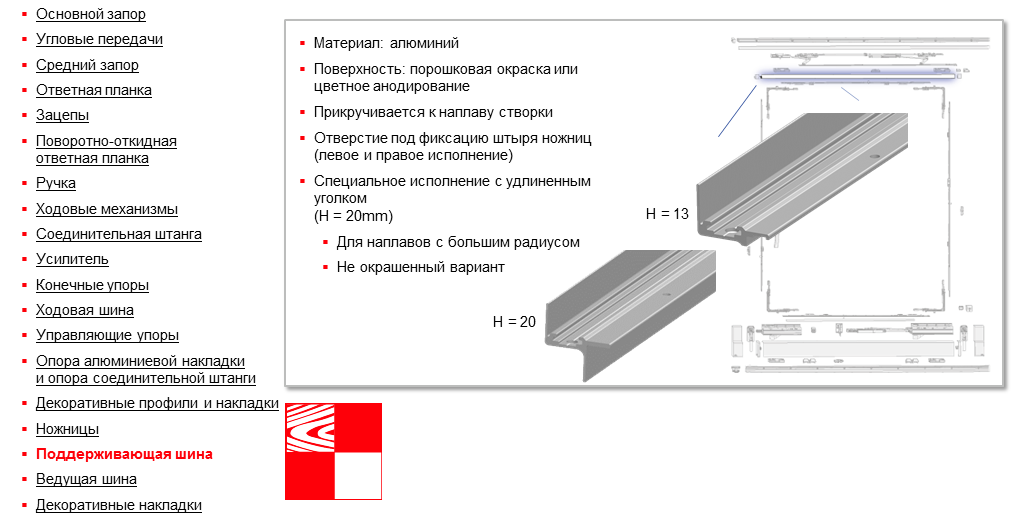 Основной запор
Угловые передачи
Средний запор
Ответная планка
Зацепы
Поворотно-откидная
ответная планка
Ручка
Ходовые механизмы
Соединительная штанга
Усилитель
Конечные упоры
Ходовая шина
Управляющие упоры
Опора алюминиевой накладки
и опора соединительной штанги
Декоративные профили и накладки
Ножницы
Поддерживающая шина
Ведущая шина
Декоративные накладки
Материал: алюминий
Поверхность: порошковая окраска или
цветное анодирование
Прикручивается к наплаву створки
Отверстие под фиксацию штыря ножниц
(левое и правое исполнение)
Специальное исполнение с удлиненным
уголком
(H = 20mm)
Для наплавов с большим радиусом
Не окрашенный вариант
H = 13
H = 20